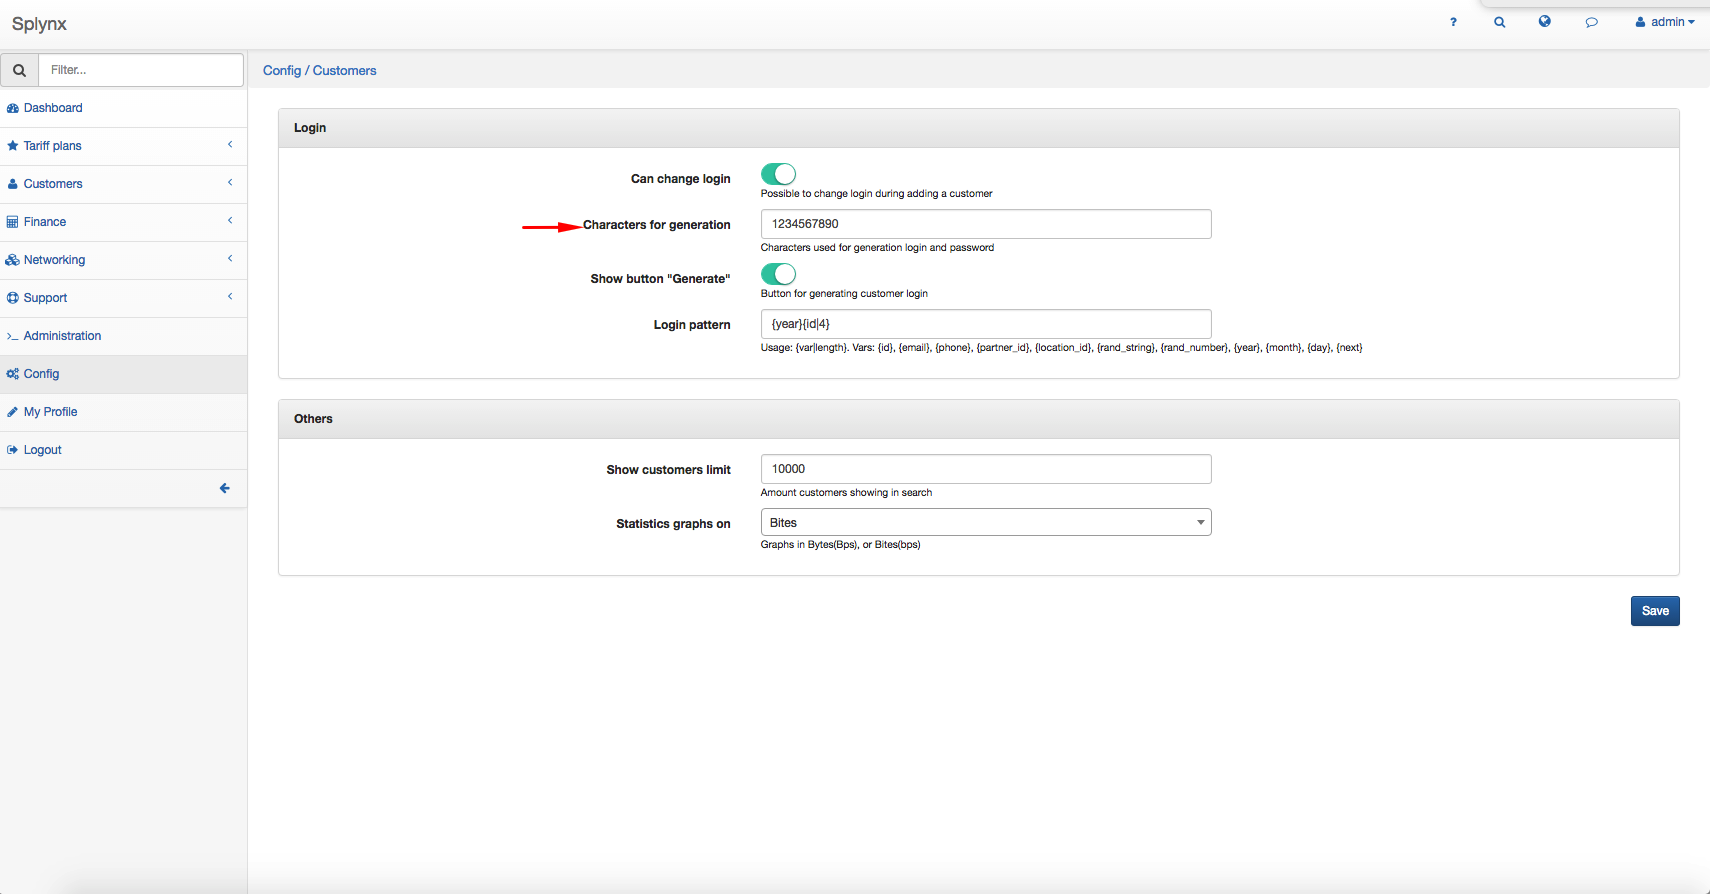 Splynx
? admin
Filter...
Config / Customers
Dashboard
Tariff plans
Customers
Finance
Networking
Support
Administration
Config
My Profile
Logout
Login
Can change login
Possible to change login during adding a customer
Characters for generation 1234567890
Characters used for generation login and password
Show button "Generate"
Button for generating customer login
Login pattern {year}{id|4}
Usage: {var|length}. Vars: {id}, {email}, {phone}, {partner_id}, {location_id}, {rand_string}, {rand_number}, {year}, {month}, {day}, {next}
Others
Show customers limit 10000
Amount customers showing in search
Statistics graphs on Bites
Graphs in Bytes(Bps), or Bites(bps)
Save